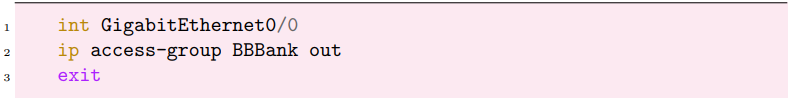 1 int GigabitEthernet0/0
2 ip access-group BBBank out
3 exit